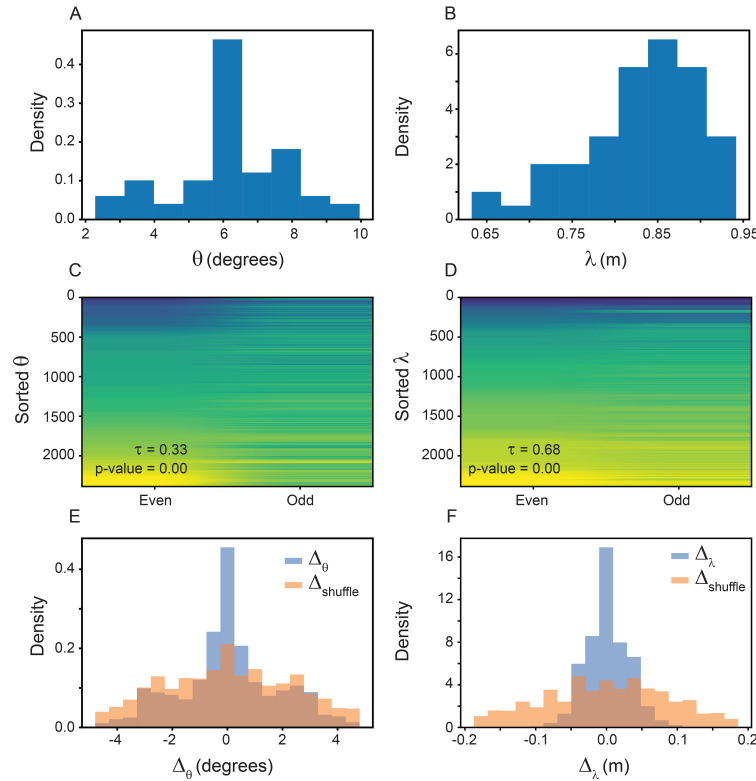 A
Density
0.4
0.3
0.2
0.1
0.0
2 4 6 8 10
θ (degrees)
B
Density
6
4
2
0
0.65 0.75 0.85 0.95
λ (m)
C
Sorted θ
0
500
1000
1500
2000
τ = 0.33
p-value = 0.00
Even Odd
D
Sorted λ
0
500
1000
1500
2000
τ = 0.68
p-value = 0.00
Even Odd
E
Density
0.4
0.2
0.0
Δθ
Δshuffle
-4 -2 0 2 4
Δθ (degrees)
F
Density
16
12
8
4
0
Δλ
Δshuffle
-0.2 -0.1 0.0 0.1 0.2
Δλ (m)